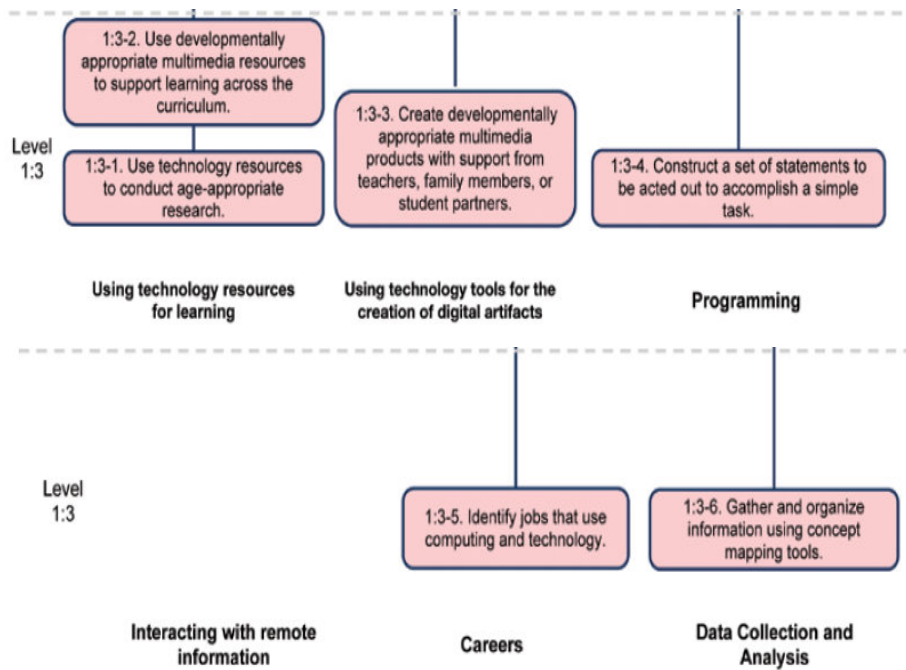 1:3-2. Use developmentally
appropriate multimedia resources
to support learning across the
curriculum.
Level
1:3
1:3-1. Use technology resources
to conduct age-appropriate
research.
1:3-3. Create developmentally
appropriate multimedia
products with support from
teachers, family members, or
student partners.
1:3-4. Construct a set of statements to
be acted out to accomplish a simple
task.
Using technology resources
for learning
Using technology tools for the
creation of digital artifacts
Programming
Level
1:3
1:3-5. Identify jobs that use
computing and technology.
1:3-6. Gather and organize
information using concept
mapping tools.
Interacting with remote
information
Careers
Data Collection and
Analysis